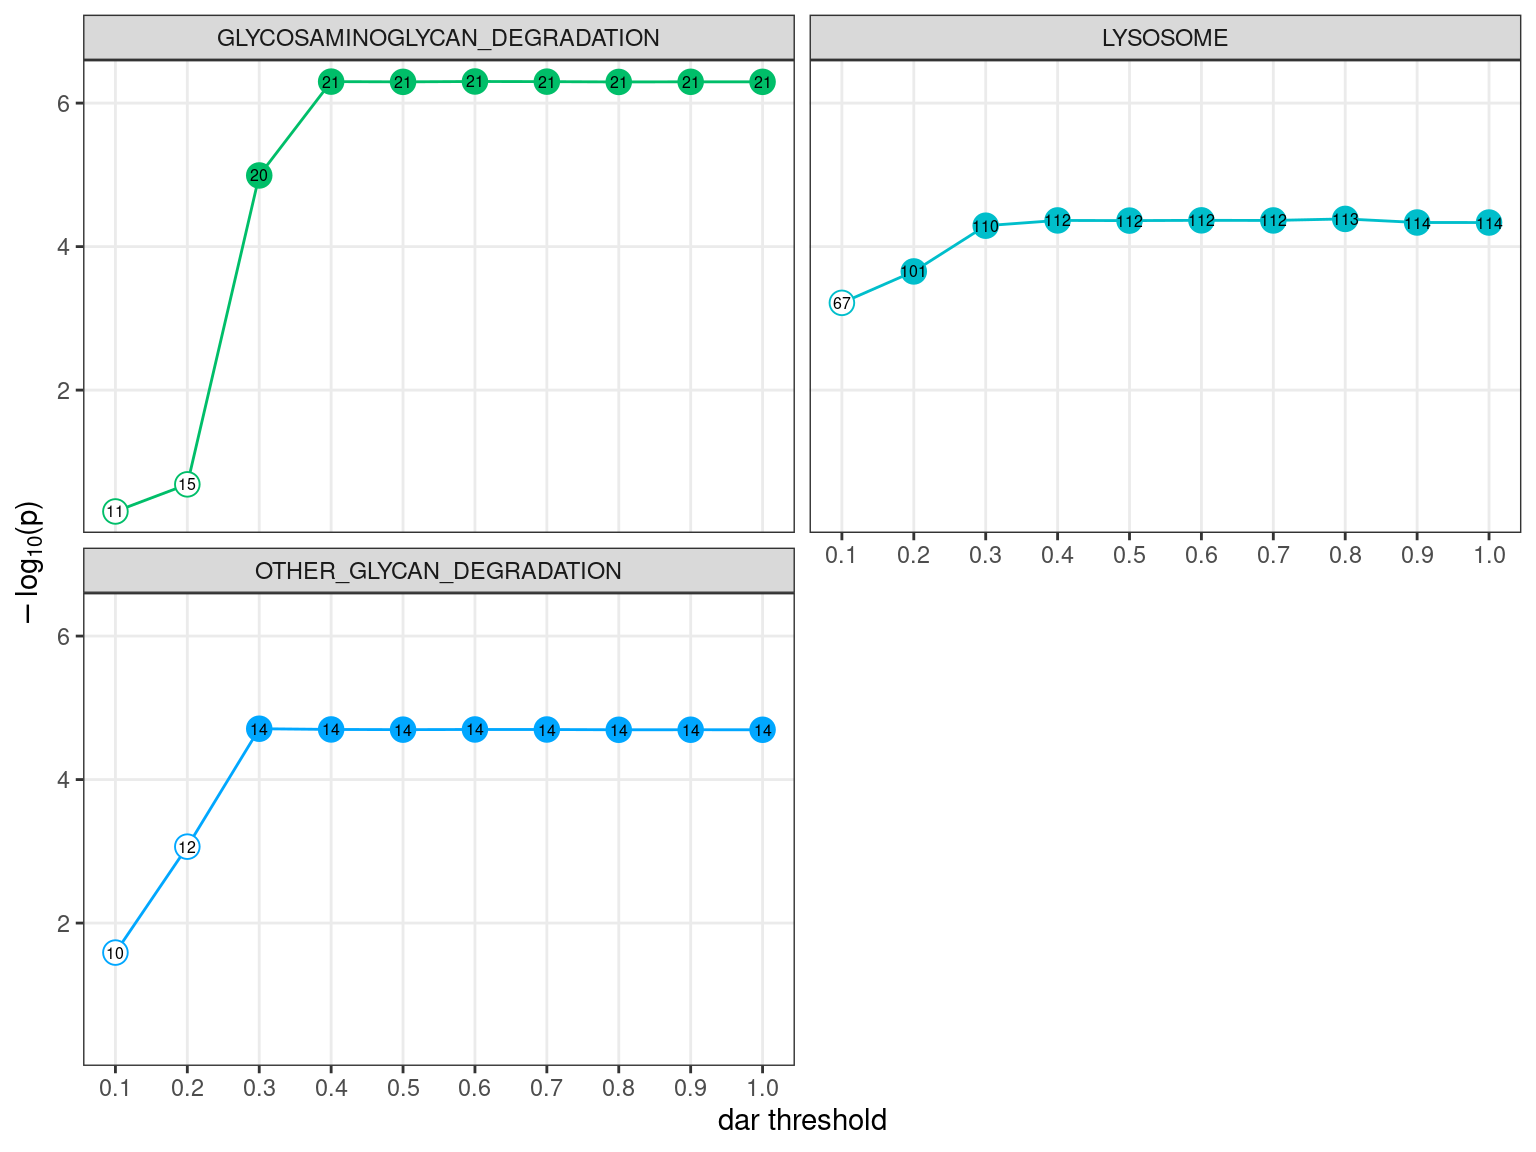 GLYCOSAMINOGLYCAN_DEGRADATION
6
4
2
11 15 20 21 21 21 21 21 21 21
LYSOSOME
67 101 110 112 112 112 112 113 114 114
0.1 0.2 0.3 0.4 0.5 0.6 0.7 0.8 0.9 1.0
OTHER_GLYCAN_DEGRADATION
6
4
2
10 12 14 14 14 14 14 14 14 14
0.1 0.2 0.3 0.4 0.5 0.6 0.7 0.8 0.9 1.0
dar threshold
− log₁₀(p)